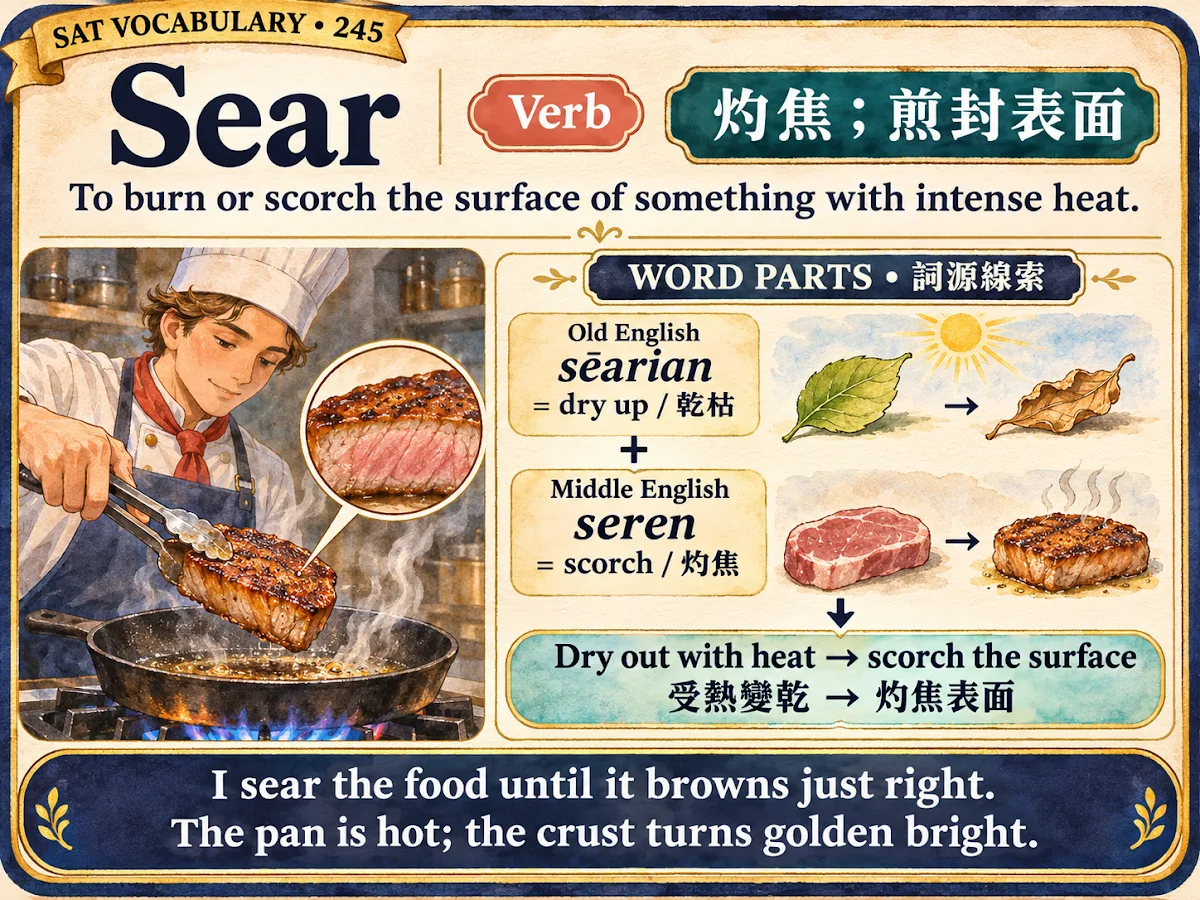 SAT VOCABULARY • 245
Sear
Verb
灼焦；煎封表面
To burn or scorch the surface of something with intense heat.
WORD PARTS • 詞源線索
Old English
sēarian
= dry up / 乾枯
+
Middle English
seren
= scorch / 灼焦
Dry out with heat → scorch the surface
受熱變乾 → 灼焦表面
I sear the food until it browns just right.
The pan is hot; the crust turns golden bright.